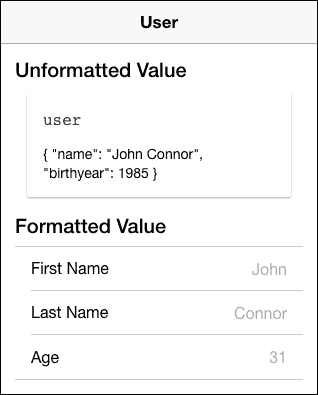 User
Unformatted Value
user
{ "name": "John Connor",
"birthyear": 1985 }
Formatted Value
First Name John
Last Name Connor
Age 31